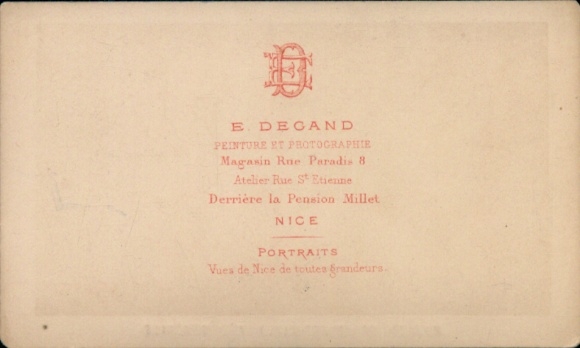 E. DEGAND
PEINTURE ET PHOTOGRAPHIE
Magasin Rue Paradis 8
Atelier Rue St. Etienne
Derrière la Pension Millet
NICE
PORTRAITS
Vues de Nice de toutes grandeurs.